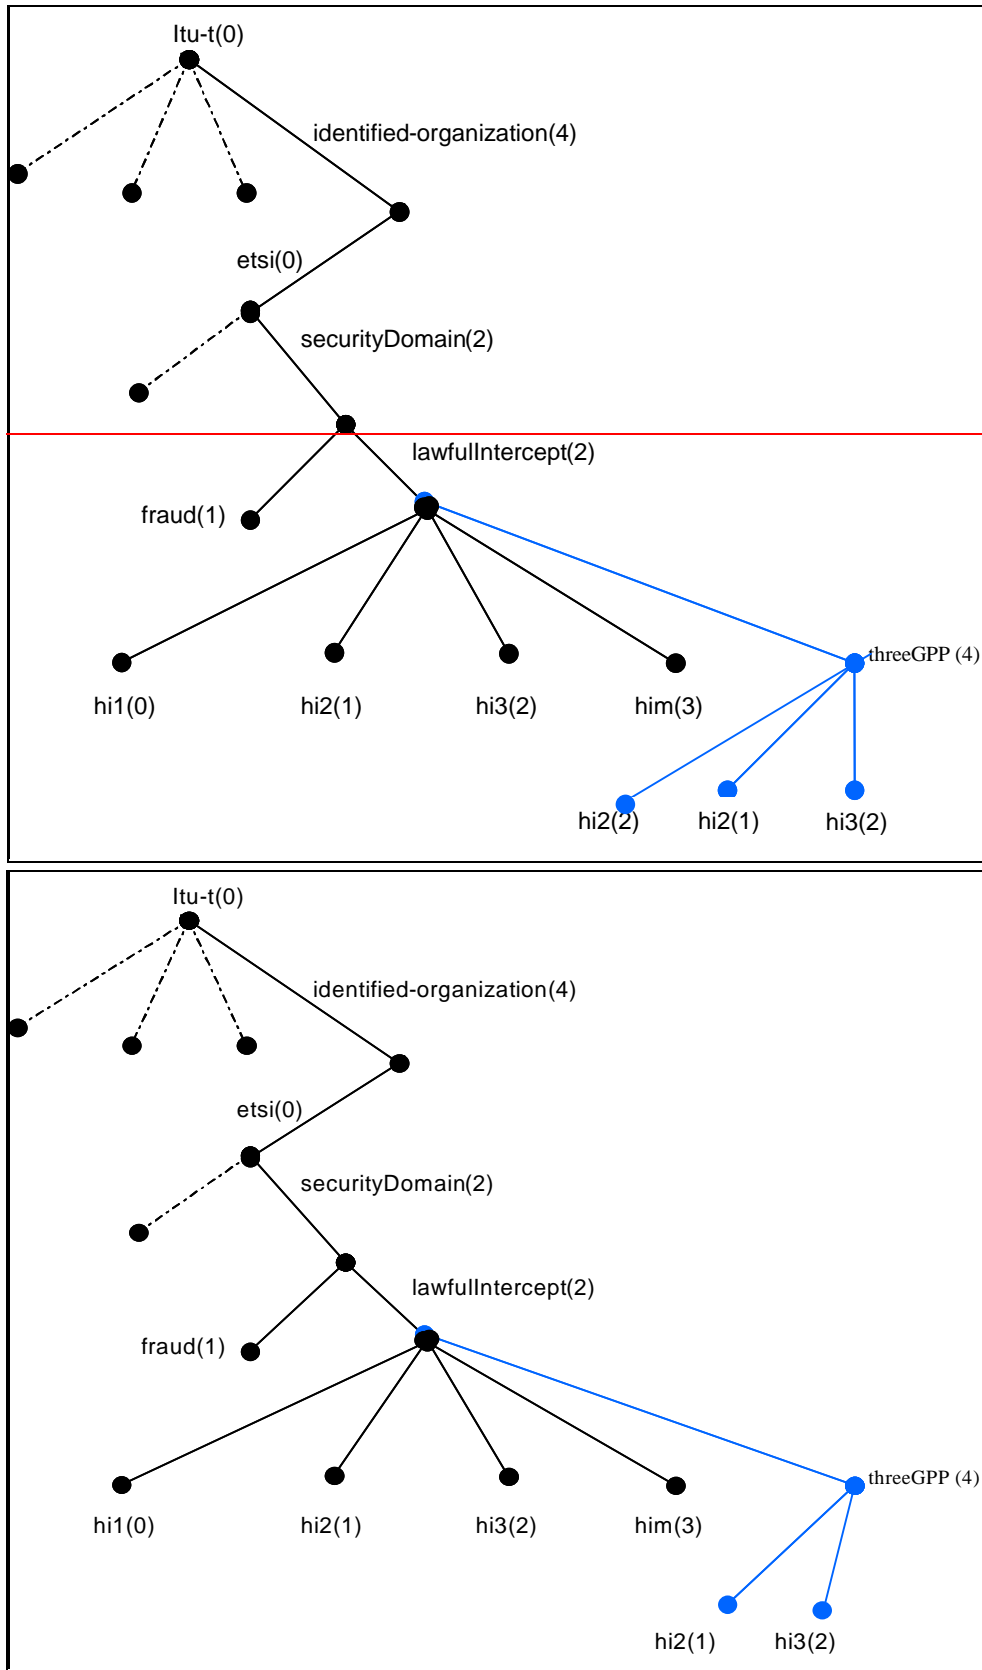 Itu-t(0)
identified-organization(4)
etsi(0)
securityDomain(2)
lawfulIntercept(2)
fraud(1)
threeGPP (4)
hi1(0) hi2(1) hi3(2) him(3)
hi2(2) hi2(1) hi3(2)
Itu-t(0)
identified-organization(4)
etsi(0)
securityDomain(2)
lawfulIntercept(2)
fraud(1)
threeGPP (4)
hi1(0) hi2(1) hi3(2) him(3)
hi2(1) hi3(2)